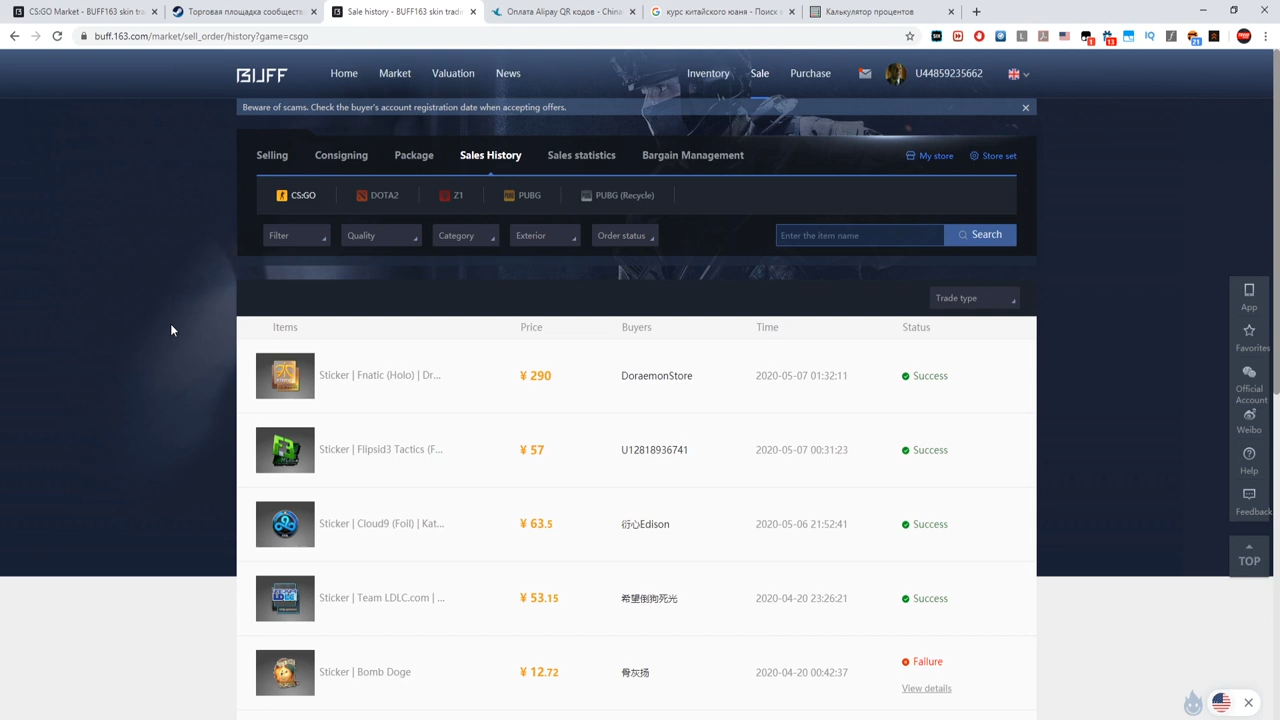 CS:GO Market - BUFF163 skin tra
Торговая площадка сообществ
Sale history - BUFF163 skin trad
Оплата Alipay QR кодов - China
курс китайского юаня - Поиск
Калькулятор процентов
buff.163.com/market/sell_order/history?game=csgo
BUFF
Home Market Valuation News Inventory Sale Purchase U44859235662
Beware of scams. Check the buyer's account registration date when accepting offers.
Selling Consigning Package Sales History Sales statistics Bargain Management My store Store set
CS:GO DOTA2 Z1 PUBG PUBG (Recycle)
Filter Quality Category Exterior Order status Enter the item name Search
Trade type
Items Price Buyers Time Status
Sticker | Fnatic (Holo) | Dr... ¥ 290 DoraemonStore 2020-05-07 01:32:11 Success
Sticker | Flipsid3 Tactics (F... ¥ 57 U12818936741 2020-05-07 00:31:23 Success
Sticker | Cloud9 (Foil) | Kat... ¥ 63.5 衍心Edison 2020-05-06 21:52:41 Success
Sticker | Team LDLC.com | ... ¥ 53.15 希望倒狗死光 2020-04-20 23:26:21 Success
Sticker | Bomb Doge ¥ 12.72 骨灰扬 2020-04-20 00:42:37 Fallure
View details
App
Favorites
Official
Account
Weibo
Help
Feedback
TOP